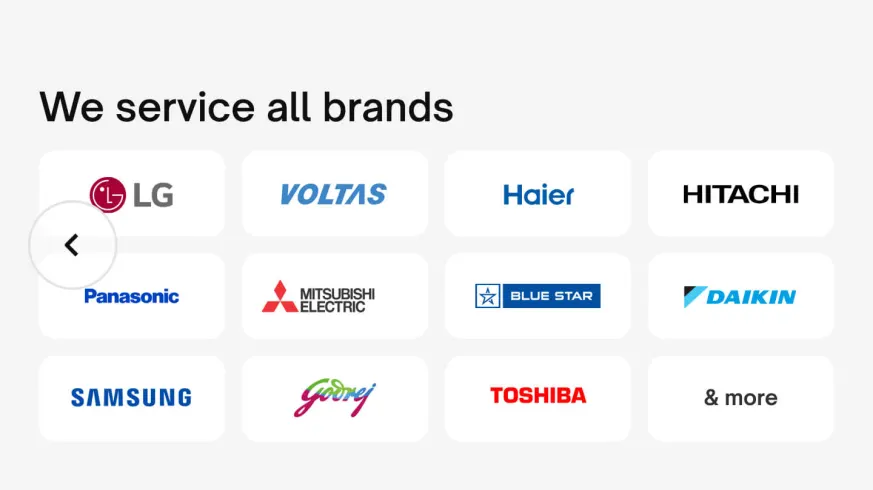 We service all brands
LG
VOLTAS
Haier
HITACHI
Panasonic
MITSUBISHI
ELECTRIC
BLUE STAR
DAIKIN
SAMSUNG
Godrej
TOSHIBA
& more